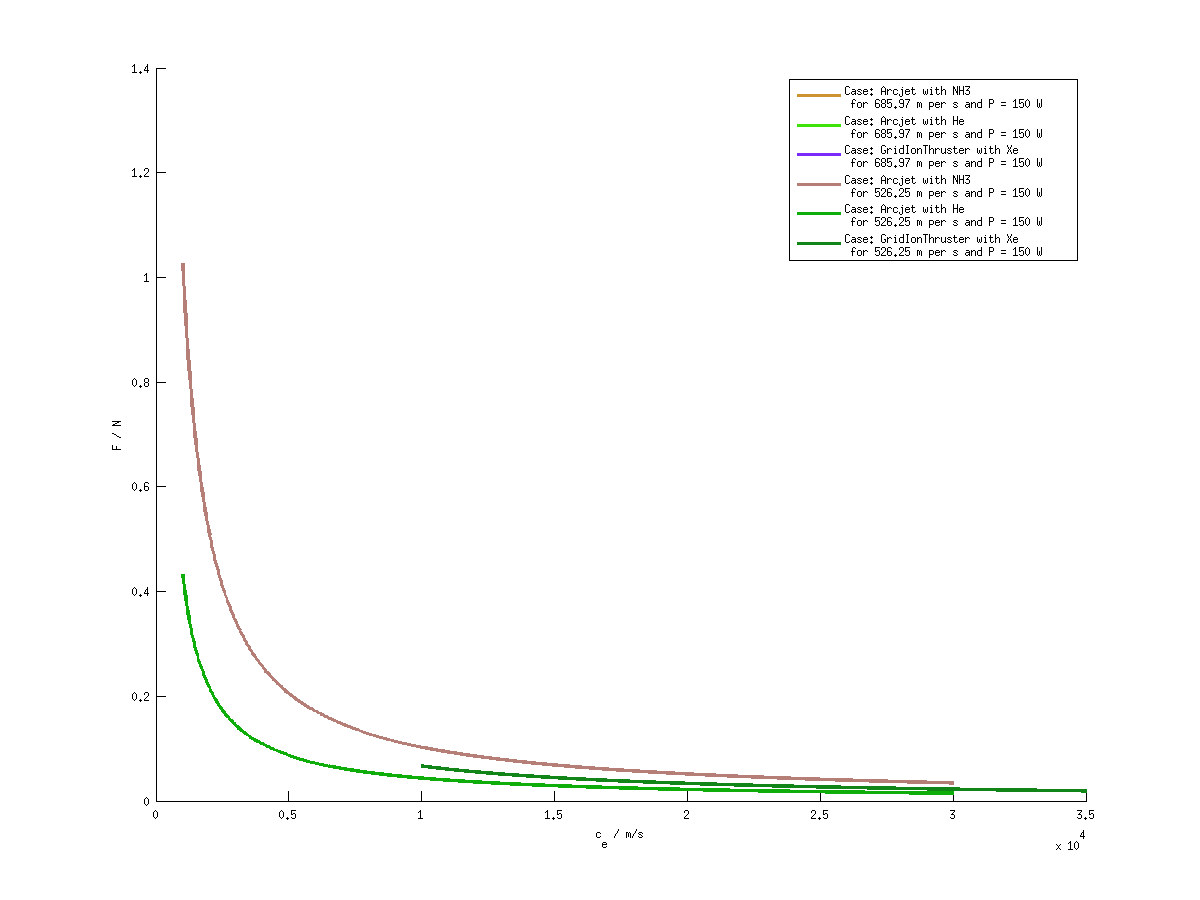 1.4
1.2
1
0.8
0.6
0.4
0.2
0
F / N
Case: Arcjet with NH3
for 685.97 m per s and P = 150 W
Case: Arcjet with He
for 685.97 m per s and P = 150 W
Case: GridIonThruster with Xe
for 685.97 m per s and P = 150 W
Case: Arcjet with NH3
for 526.25 m per s and P = 150 W
Case: Arcjet with He
for 526.25 m per s and P = 150 W
Case: GridIonThruster with Xe
for 526.25 m per s and P = 150 W
0 0.5 1 1.5 2 2.5 3 3.5
c_e / m/s
x 10^4